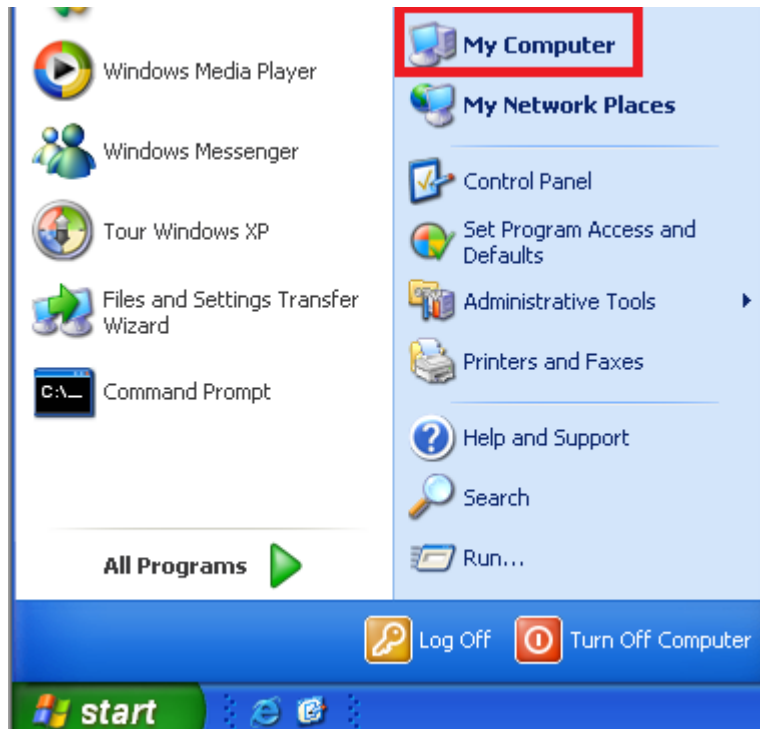 Windows Media Player
Windows Messenger
Tour Windows XP
Files and Settings Transfer
Wizard
C:\_
Command Prompt
All Programs
My Computer
My Network Places
Control Panel
Set Program Access and
Defaults
Administrative Tools
Printers and Faxes
Help and Support
Search
Run...
Log Off
Turn Off Computer
start